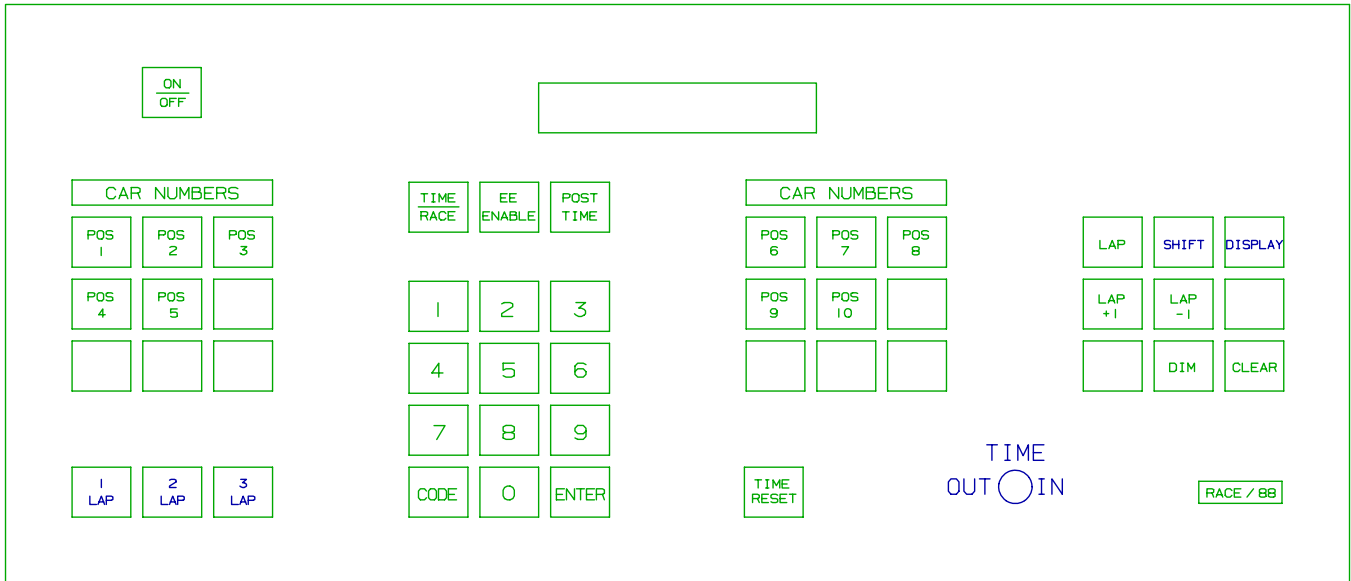 ON
OFF
CAR NUMBERS
POS
1
POS
2
POS
3
POS
4
POS
5
1
LAP
2
LAP
3
LAP
TIME
RACE
EE
ENABLE
POST
TIME
1
2
3
4
5
6
7
8
9
CODE
0
ENTER
CAR NUMBERS
POS
6
POS
7
POS
8
POS
9
POS
10
TIME
RESET
LAP
SHIFT
DISPLAY
LAP
+1
LAP
-1
DIM
CLEAR
TIME
OUT IN
RACE / 88